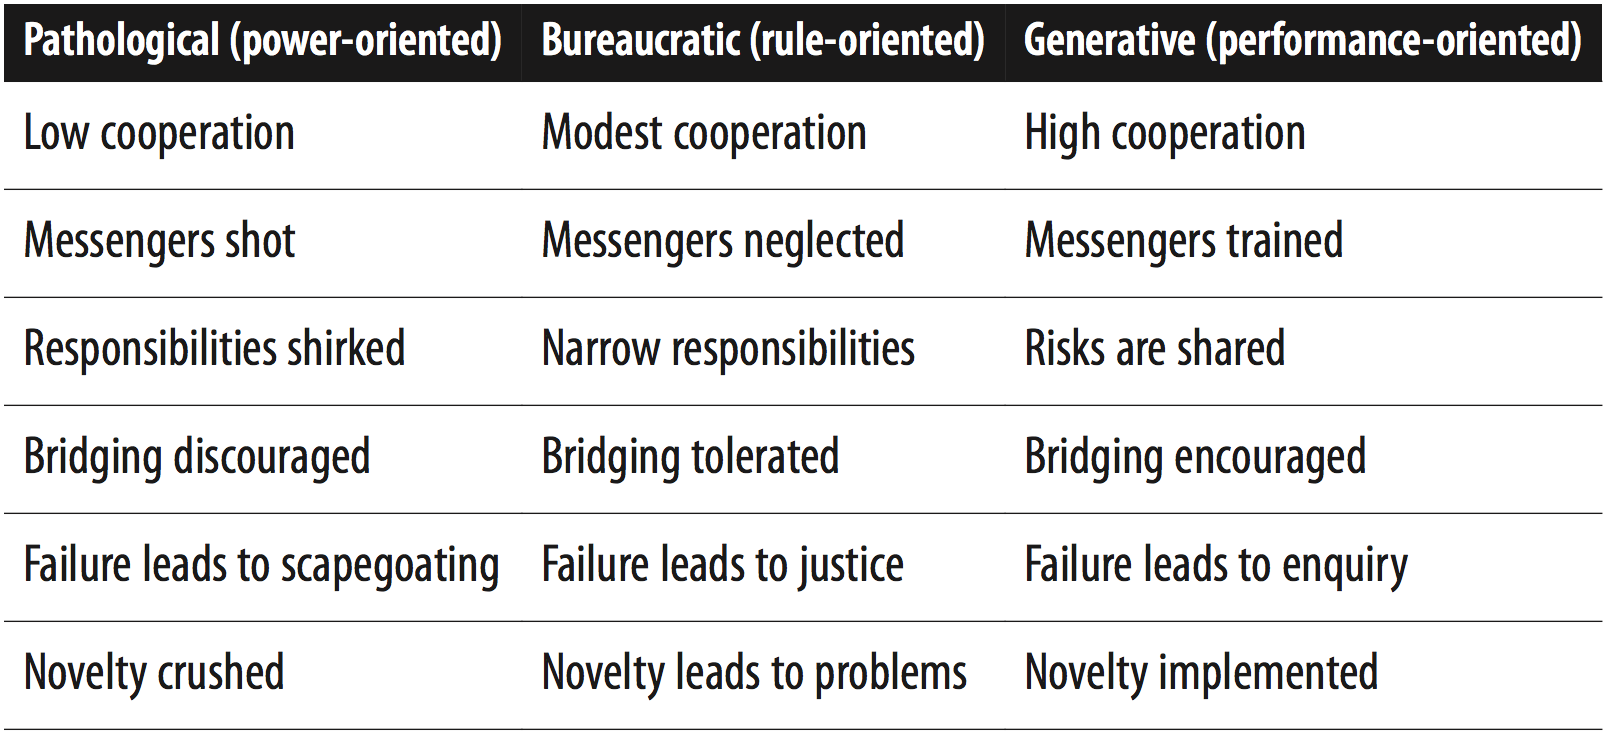 Pathological (power-oriented) Bureaucratic (rule-oriented) Generative (performance-oriented)
Low cooperation Modest cooperation High cooperation
Messengers shot Messengers neglected Messengers trained
Responsibilities shirked Narrow responsibilities Risks are shared
Bridging discouraged Bridging tolerated Bridging encouraged
Failure leads to scapegoating Failure leads to justice Failure leads to enquiry
Novelty crushed Novelty leads to problems Novelty implemented